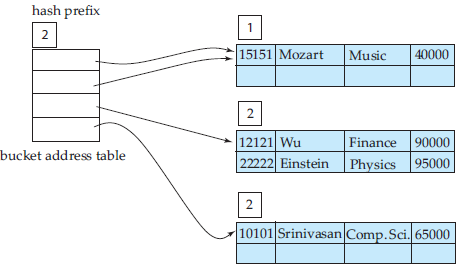 hash prefix
2
bucket address table
1
15151 Mozart Music 40000
2
12121 Wu Finance 90000
22222 Einstein Physics 95000
2
10101 Srinivasan Comp.Sci. 65000